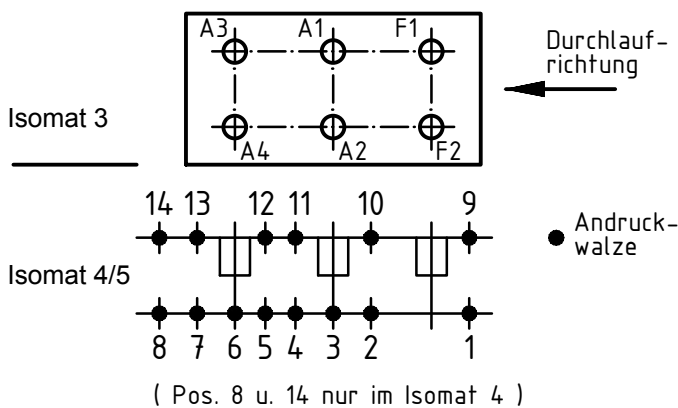 A3 A1 F1
Durchlauf-
richtung
Isomat 3
A4 A2 F2
14 13 12 11 10 9
Andruck-
walze
Isomat 4/5
8 7 6 5 4 3 2 1
( Pos. 8 u. 14 nur im Isomat 4 )